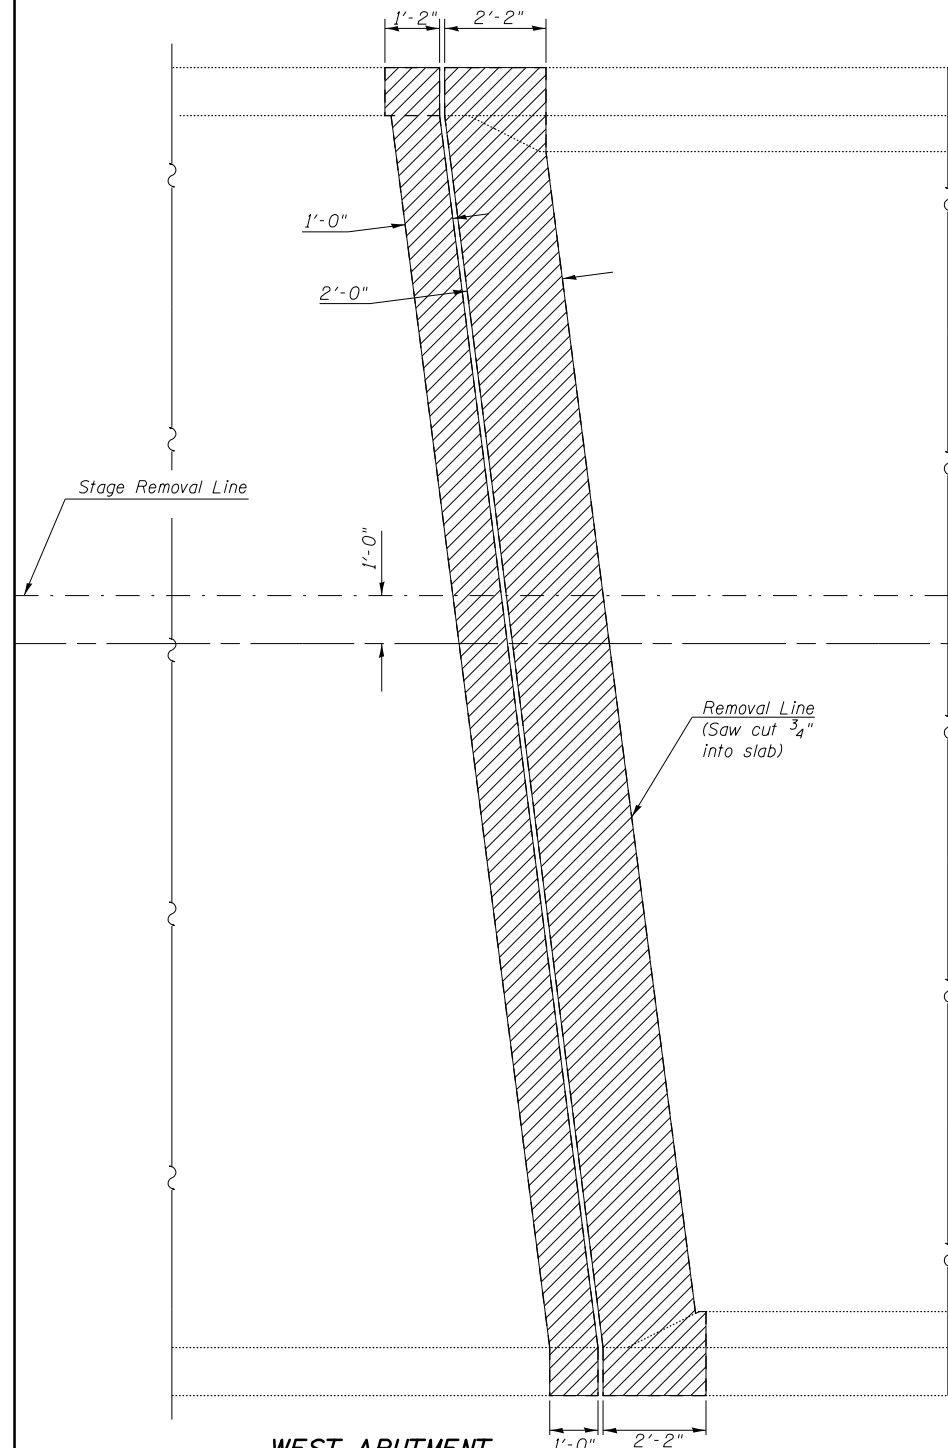 1'-2" 2'-2"
1'-0"
2'-0"
Stage Removal Line
1'-0"
Removal Line
(Saw cut 3/4"
into slab)
WEST ABUTMENT
1'-0" 2'-2"